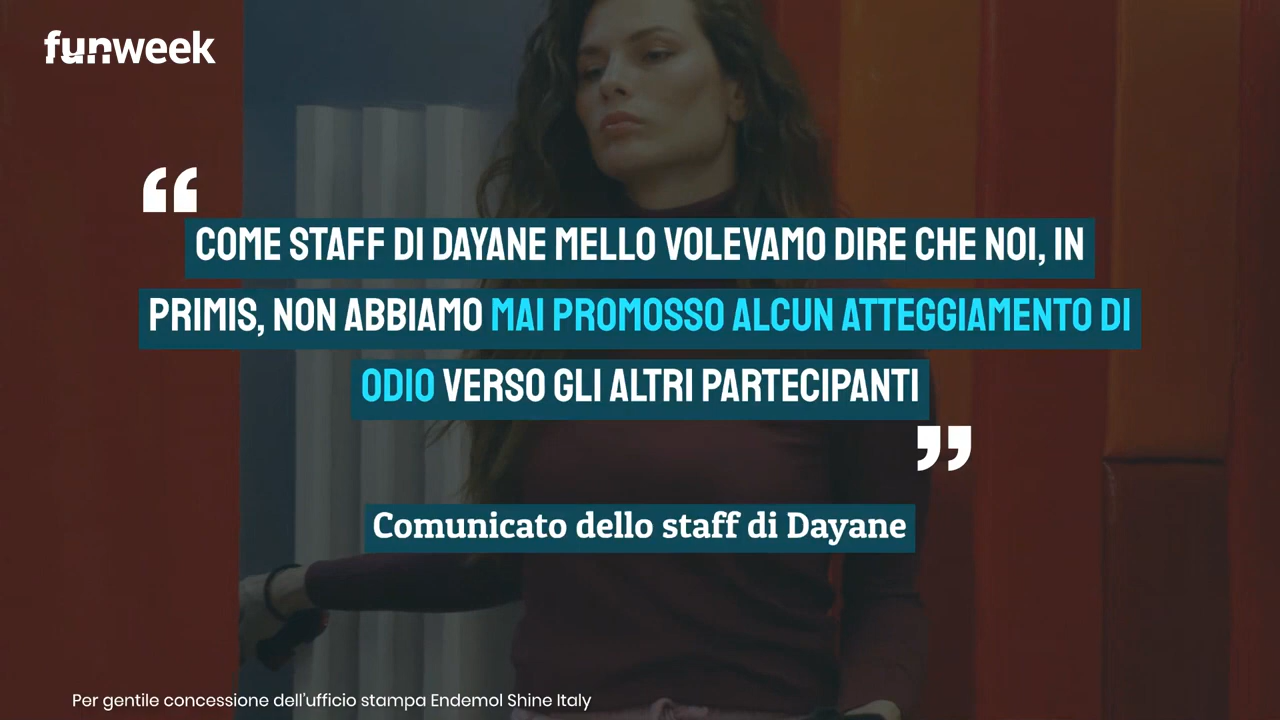 funweek
“
COME STAFF DI DAYANE MELLO VOLEVAMO DIRE CHE NOI, IN
PRIMIS, NON ABBIAMO MAI PROMOSSO ALCUN ATTEGGIAMENTO DI
ODIO VERSO GLI ALTRI PARTECIPANTI
”
Comunicato dello staff di Dayane
Per gentile concessione dell'ufficio stampa Endemol Shine Italy